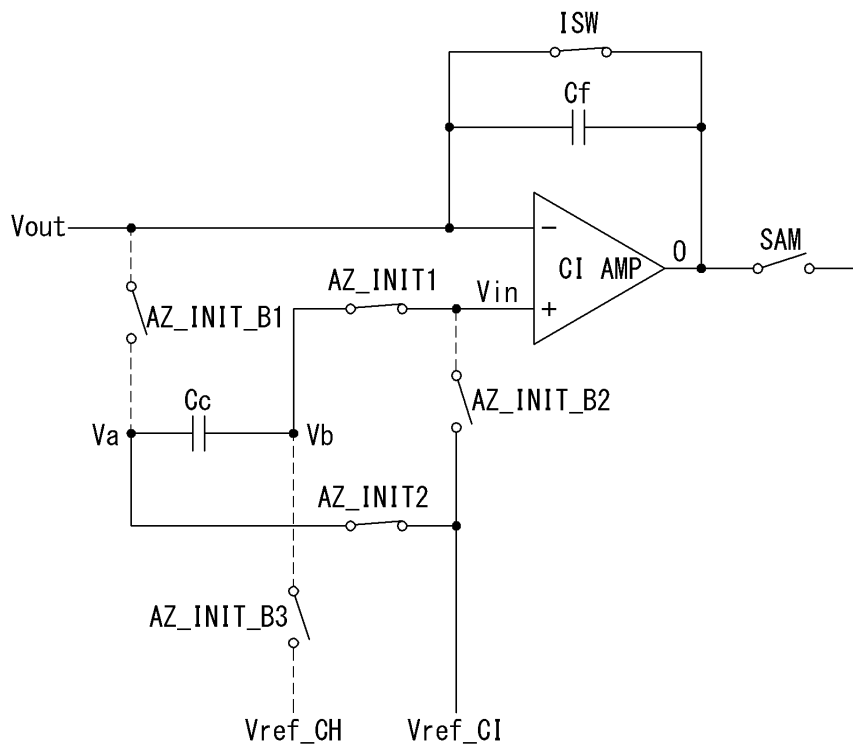 ISW
Cf
Vout
CI AMP
O
SAM
AZ_INIT1
Vin
AZ_INIT_B1
AZ_INIT_B2
Cc
Va
Vb
AZ_INIT2
AZ_INIT_B3
Vref_CH
Vref_CI